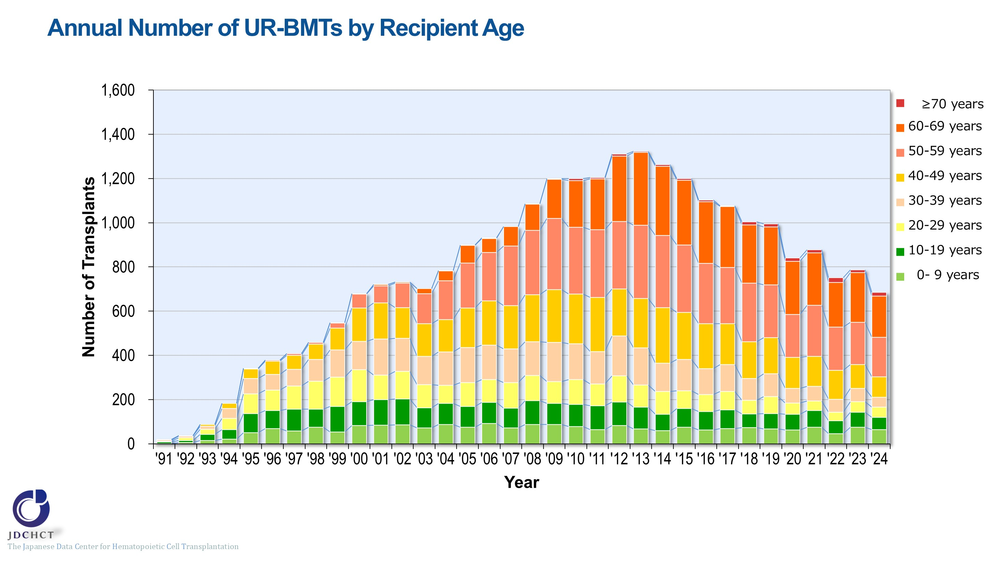 Annual Number of UR-BMTs by Recipient Age
1,600
1,400
1,200
1,000
800
600
400
200
0
Number of Transplants
'91 '92 '93 '94 '95 '96 '97 '98 '99 '00 '01 '02 '03 '04 '05 '06 '07 '08 '09 '10 '11 '12 '13 '14 '15 '16 '17 '18 '19 '20 '21 '22 '23 '24
Year
≥70 years
60-69 years
50-59 years
40-49 years
30-39 years
20-29 years
10-19 years
0- 9 years
JDCHCT
The Japanese Data Center for Hematopoietic Cell Transplantation